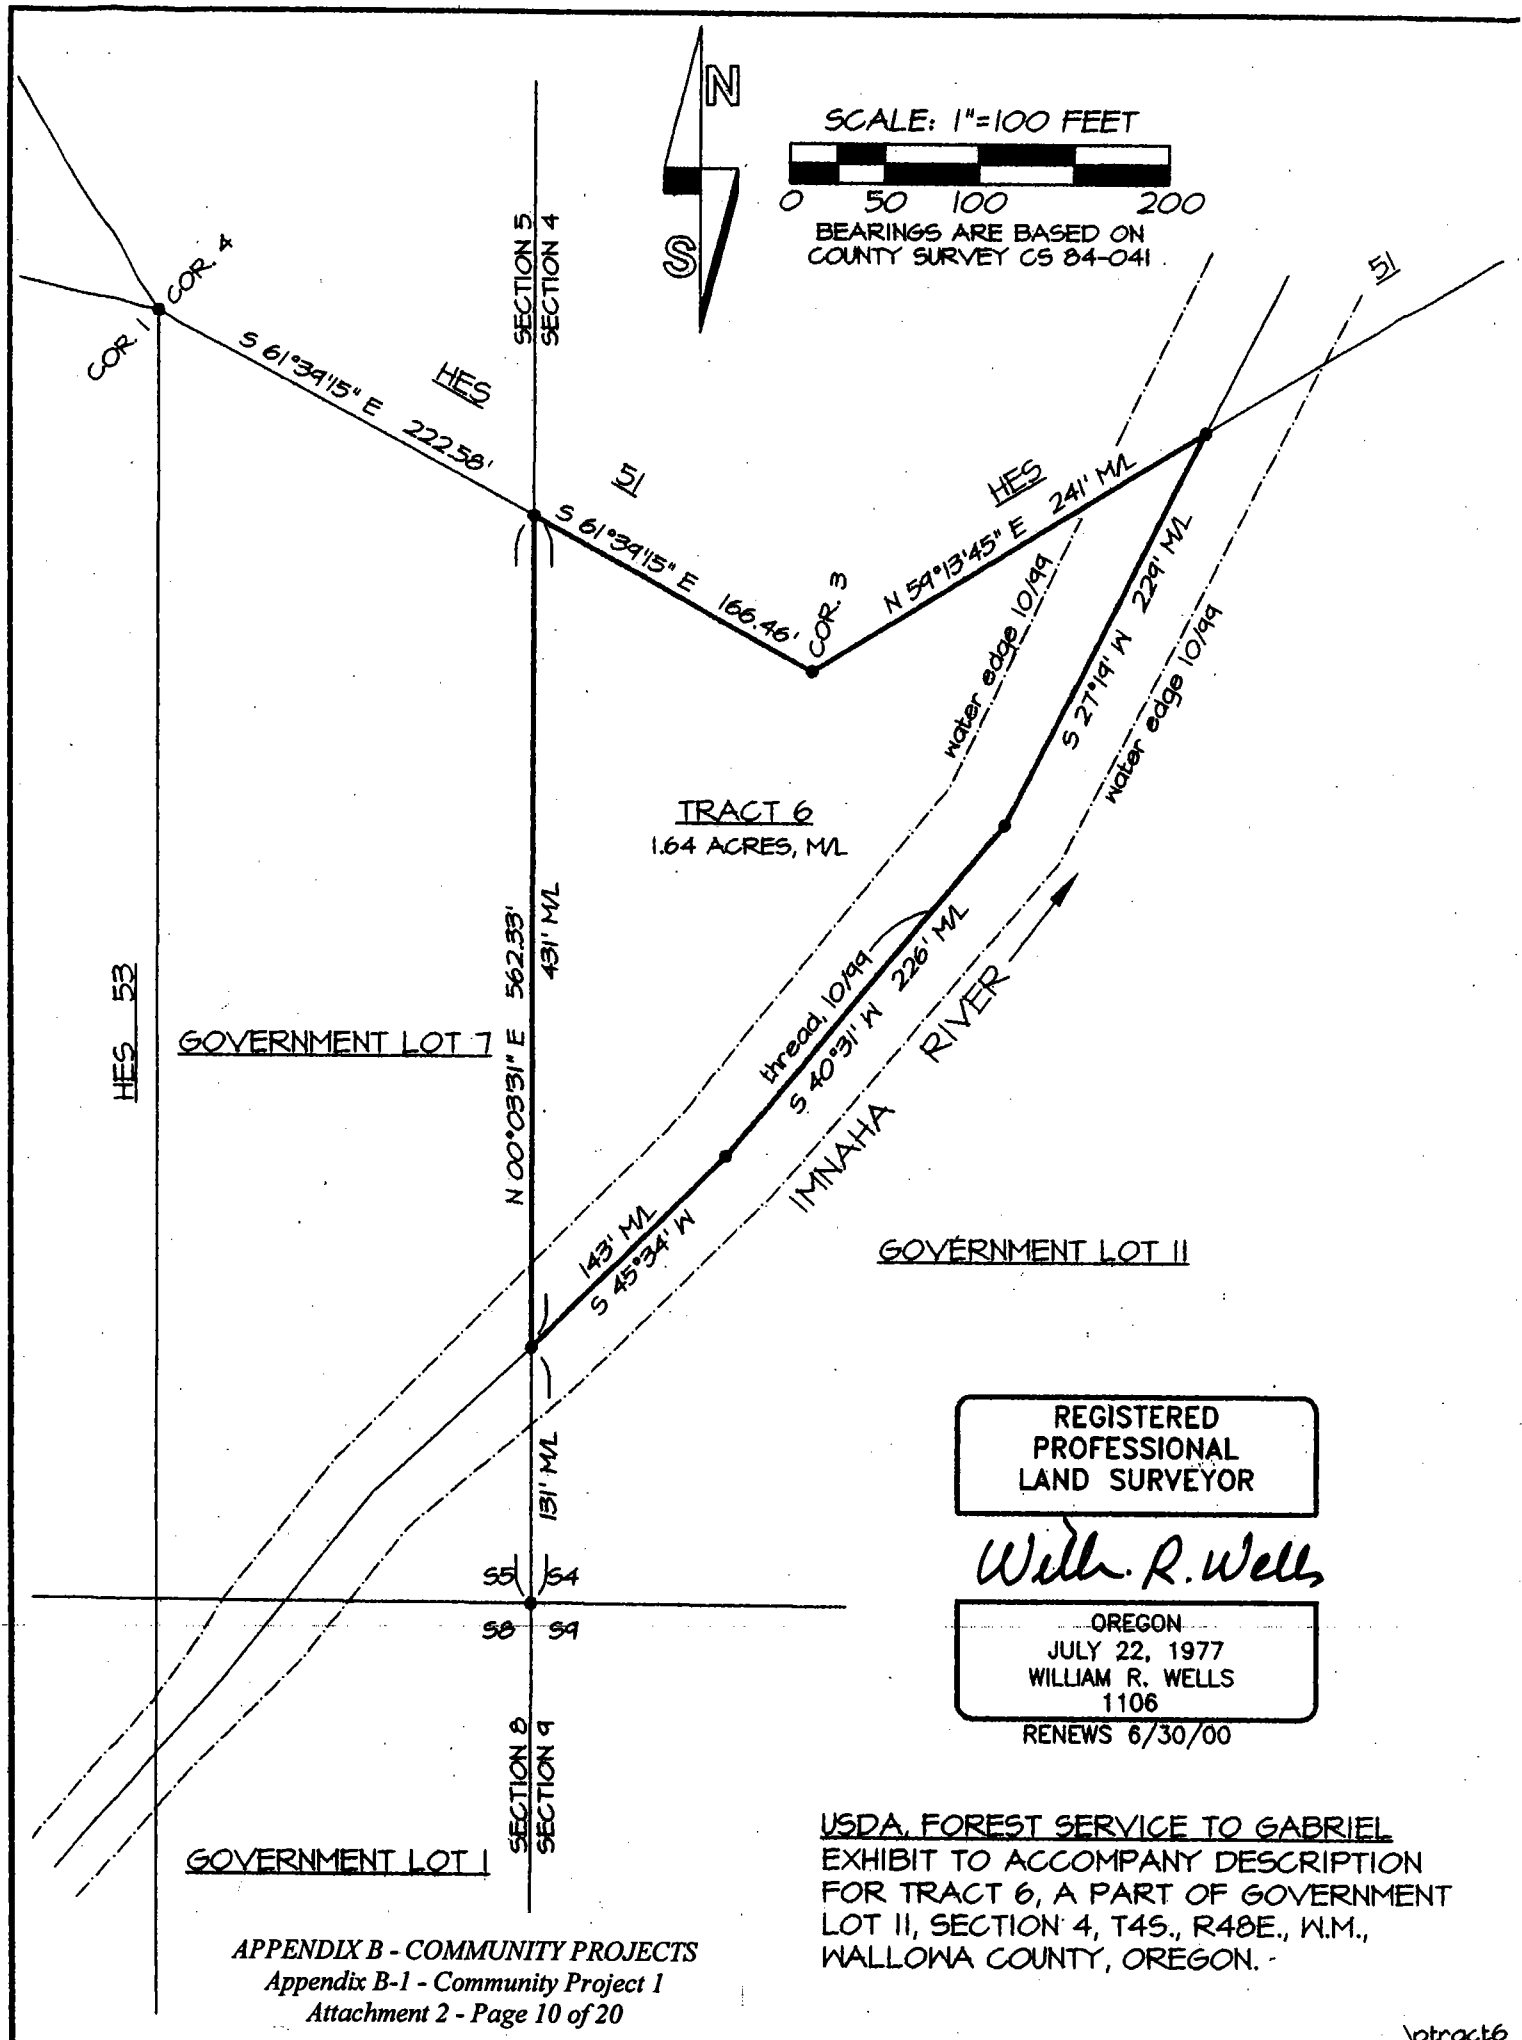 N
S
SCALE: 1"=100 FEET
0 50 100 200
BEARINGS ARE BASED ON
COUNTY SURVEY CS 84-041
SECTION 5
SECTION 4
COR. 4
COR. 1
S 61°39'15" E 222.58'
HES
51
S 61°39'15" E 166.46'
COR. 3
HES
51
N 59°13'45" E 241' M/L
S 27°19' W 229' M/L
water edge 10/99
water edge 10/99
TRACT 6
1.64 ACRES, M/L
N 00°03'31" E 562.33'
431' M/L
HES 53
GOVERNMENT LOT 7
thread, 10/99
S 40°31' W 226' M/L
IMNAHA RIVER
143' M/L
S 45°34' W
GOVERNMENT LOT 11
131' M/L
S5 S4
S8 S9
SECTION 8
SECTION 9
GOVERNMENT LOT 1
REGISTERED
PROFESSIONAL
LAND SURVEYOR
Willm. R. Wells
OREGON
JULY 22, 1977
WILLIAM R. WELLS
1106
RENEWS 6/30/00
USDA, FOREST SERVICE TO GABRIEL
EXHIBIT TO ACCOMPANY DESCRIPTION
FOR TRACT 6, A PART OF GOVERNMENT
LOT 11, SECTION 4, T4S., R48E., W.M.,
WALLOWA COUNTY, OREGON.
APPENDIX B - COMMUNITY PROJECTS
Appendix B-1 - Community Project 1
Attachment 2 - Page 10 of 20